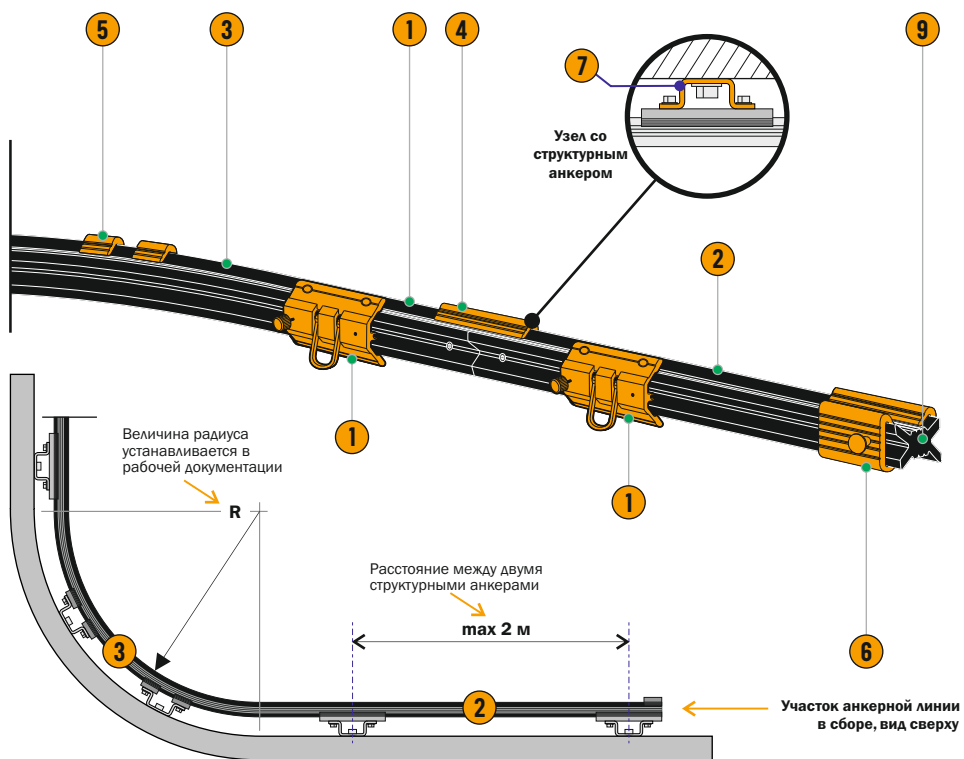 5
3
1
4
9
7
Узел со
структурным
анкером
2
1
1
6
Величина радиуса
устанавливается в
рабочей документации
R
Расстояние между двумя
структурными анкерами
max 2 м
3
2
Участок анкерной линии
в сборе, вид сверху